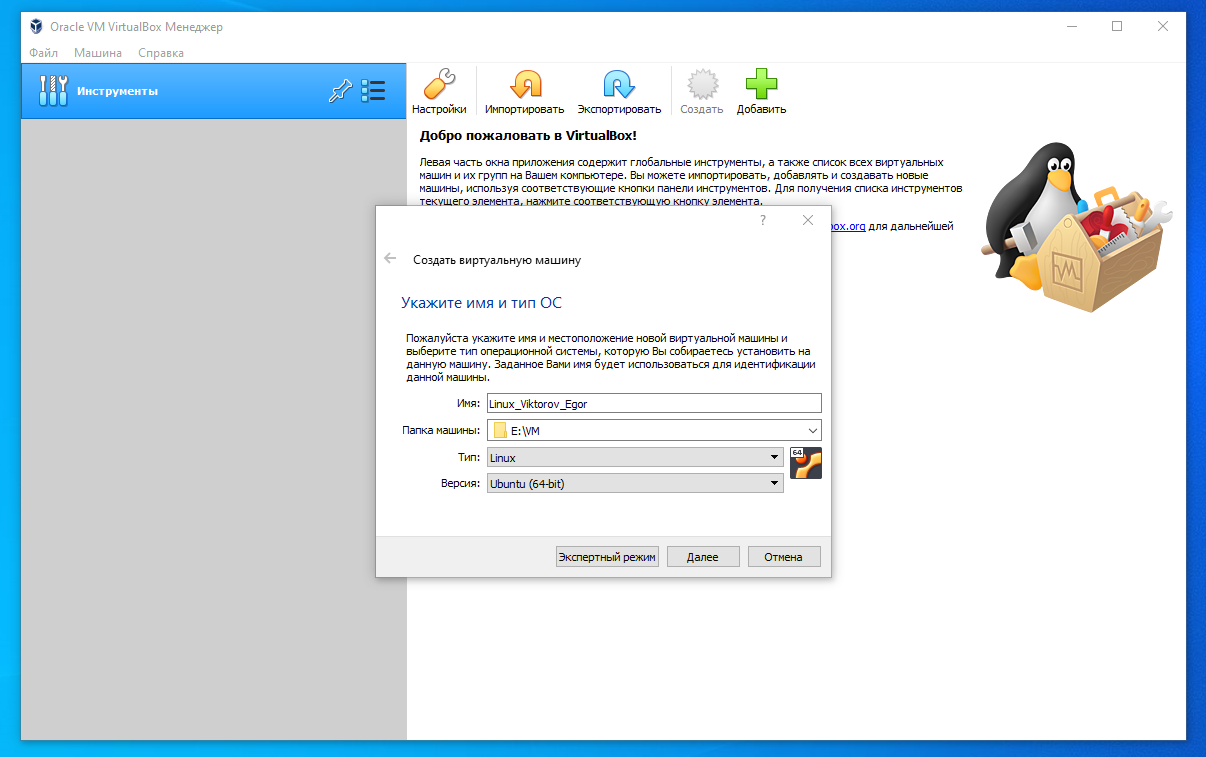 Oracle VM VirtualBox Менеджер
Файл Машина Справка
Инструменты
Настройки Импортировать Экспортировать Создать Добавить
Добро пожаловать в VirtualBox!
Левая часть окна приложения содержит глобальные инструменты, а также список всех виртуальных
машин и их групп на Вашем компьютере. Вы можете импортировать, добавлять и создавать новые
машины, используя соответствующие кнопки панели инструментов. Для получения списка инструментов
текущего элемента, нажмите соответствующую кнопку элемента.
box.org для дальнейшей
?
Создать виртуальную машину
Укажите имя и тип ОС
Пожалуйста укажите имя и местоположение новой виртуальной машины и
выберите тип операционной системы, которую Вы собираетесь установить на
данную машину. Заданное Вами имя будет использоваться для идентификации
данной машины.
Имя: Linux_Viktorov_Egor
Папка машины: E:\VM
Тип: Linux
64
Версия: Ubuntu (64-bit)
Экспертный режим Далее Отмена